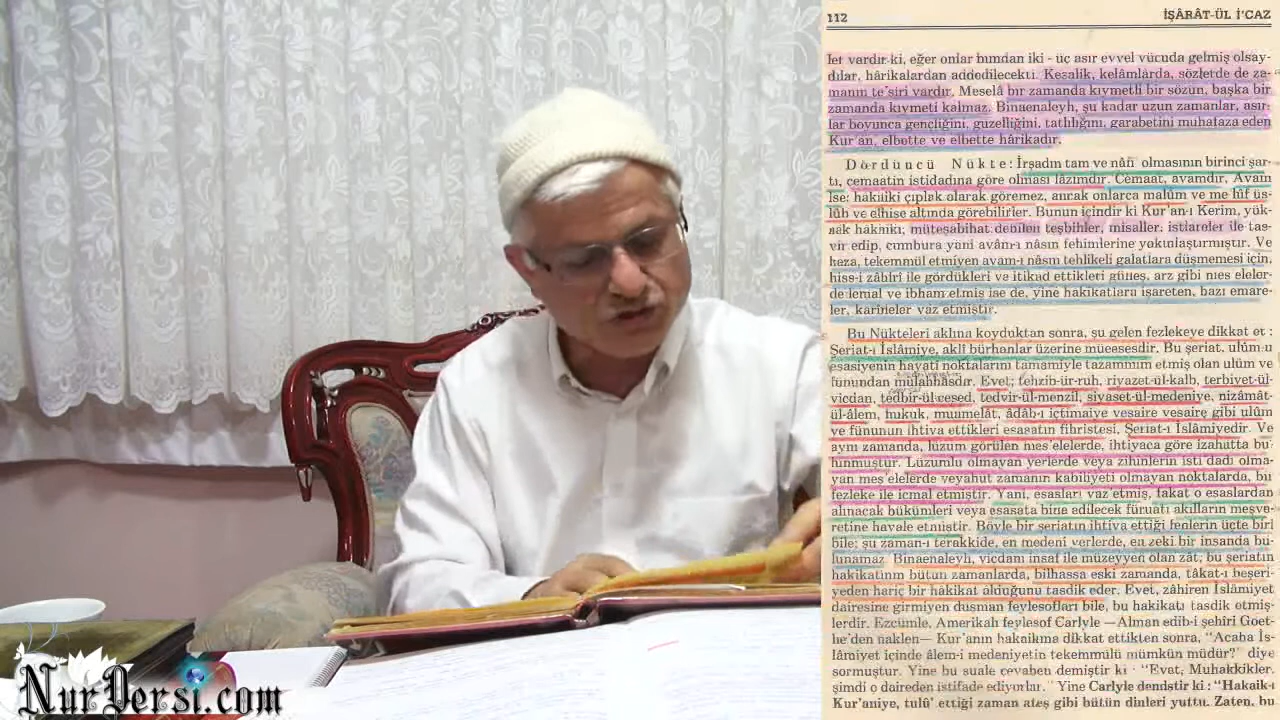 112 İŞÂRÂT-ÜL İ'CAZ
let vardır ki, eğer onlar bundan iki - üç asır evvel vücuda gelmiş olsay-
dılar, hârikalardan addedilecekti. Kezalik, kelâmlarda, sözlerde de za-
manın te'siri vardır. Meselâ bir zamanda kıymetli bir sözün, başka bir
zamanda kıymeti kalmaz. Binaenaleyh, şu kadar uzun zamanlar, asır-
lar boyunca gençliğini, güzelliğini, tatlılığını, garabetini muhafaza eden
Kur'an, elbette ve elbette hârikadır.
Dördüncü Nükte: İrşadın tam ve nâfi olmasının birinci şar-
tı, cemaatin istidadına göre olması lâzımdır. Cemaat, avamdır. Avam
ise; hakikati çıplak olarak göremez, ancak onlarca malûm ve me'lûf üs-
lûb ve elbise altında görebilirler. Bunun içindir ki Kur'an-ı Kerim, yük-
sek hakaiki, müteşabihat denilen teşbihler, misaller, istiareler ile tas-
vir edip, cumhura yani avâm-ı nâsın fehimlerine yakınlaştırmıştır. Ve
keza, tekemmül etmiyen avam-ı nâsın tehlikeli galatlara düşmemesi için,
hiss-i zâhirî ile gördükleri ve itikad ettikleri güneş, arz gibi mes'eleler-
de icmal ve ibham etmiş ise de, yine hakikatları işareten, bazı emare-
ler, karineler vaz'etmiştir.
Bu Nükteleri aklına koyduktan sonra, şu gelen fezlekeye dikkat et:
Şeriat-ı İslâmiye, aklî bürhanlar üzerine müessesdir. Bu şeriat, ulûm-u
esasiyenin hayatî noktalarını tamamiyle tazammun etmiş olan ulûm ve
fünundan mülahhasdır. Evet; tehzib-ür-ruh, riyazet-ül-kalb, terbiyet-ül-
vicdan, tedbir-ül-cesed, tedvir-ül-menzil, siyaset-ül-medeniye, nizâmât-
ül-âlem, hukuk, muamelât, âdâb-ı içtimaiye vesaire vesaire gibi ulûm
ve fünunun ihtiva ettikleri esasatın fihristesi, Şeriat-ı İslâmiyedir. Ve
aynı zamanda, lüzum görülen mes'elelerde, ihtiyaca göre izahatta bu-
lunmuştur. Lüzumlu olmayan yerlerde veya zihinlerin isti'dadı olma-
yan mes'elelerde veyahut zamanın kabiliyeti olmayan noktalarda, bu
fezleke ile icmal etmiştir. Yani, esasları vaz'etmiş, fakat o esaslardan
alınacak hükümleri veya esasata bina edilecek füruatı akılların meşve-
retine havale etmiştir. Böyle bir şeriatın ihtiva ettiği fenlerin üçte biri
bile; şu zaman-ı terakkide, en medeni yerlerde, en zeki bir insanda bu-
lunamaz. Binaenaleyh, vicdanı insaf ile müzeyyen olan zât; bu şeriatın
hakikatının bütün zamanlarda, bilhassa eski zamanda, tâkat-ı beşeri-
yeden hariç bir hakikat olduğunu tasdik eder. Evet, zâhiren İslâmiyet
dairesine girmiyen düşman feylesofları bile, bu hakikatı tasdik etmiş-
lerdir. Ezcümle, Amerikalı feylesof Carlyle —Alman edib-i şehiri Goet-
he'den naklen— Kur'anın hakaikına dikkat ettikten sonra, "Acaba İs-
lâmiyet içinde âlem-i medeniyetin tekemmülü mümkün müdür?" diye
sormuştur. Yine bu suale cevaben demiştir ki: "Evet, Muhakkikler,
şimdi o daireden istifade ediyorlar." Yine Carlyle demiştir ki: "Hakaik-ı
Kur'aniye, tulû' ettiği zaman ateş gibi bütün dinleri yuttu. Zaten, bu
NurDersi.com